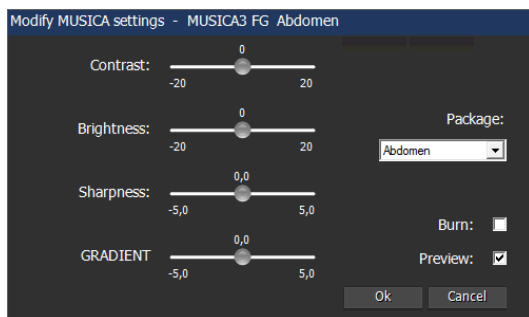 Modify MUSICA settings - MUSICA3 FG Abdomen
0
Contrast:
-20 20
0
Brightness:
-20 20
Package:
Abdomen
0,0
Sharpness:
-5,0 5,0
Burn:
0,0
GRADIENT
-5,0 5,0
Preview:
Ok Cancel